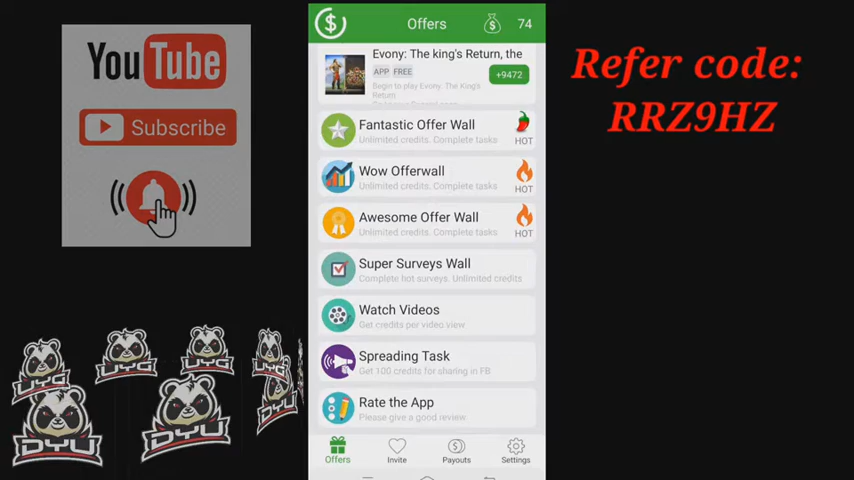 YouTube
Subscribe
UYG
UYG
UYG
DYU
DYU
Offers
74
Evony: The king's Return, the
APP FREE
+9472
Begin to play Evony. The King's
Return
Fantastic Offer Wall
Unlimited credits. Complete tasks
HOT
Wow Offerwall
Unlimited credits. Complete tasks
HOT
Awesome Offer Wall
Unlimited credits. Complete tasks
HOT
Super Surveys Wall
Complete hot surveys. Unlimited credits
Watch Videos
Get credits per video view
Spreading Task
Get 100 credits for sharing in FB
Rate the App
Please give a good review
Offers
Invite
Payouts
Settings
Refer code:
RRZ9HZ